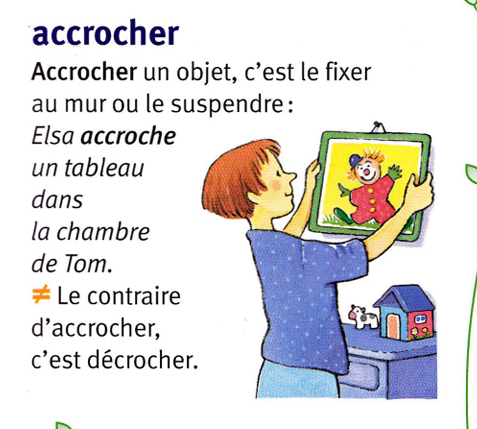 accrocher
Accrocher un objet, c'est le fixer
au mur ou le suspendre :
Elsa accroche
un tableau
dans
la chambre
de Tom.
≠ Le contraire
d'accrocher,
c'est décrocher.